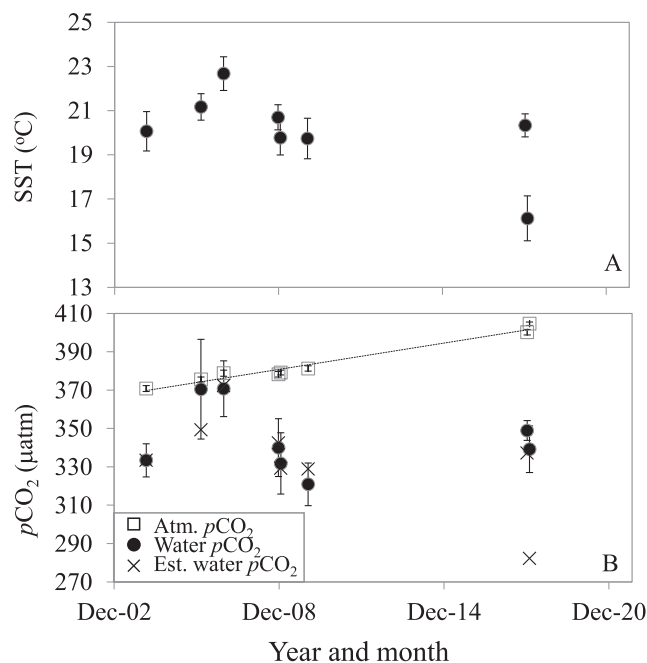 25
23
21
19
17
15
13
SST (ºC)
A
410
390
370
350
330
310
290
270
pCO₂ (µatm)
Atm. pCO₂
Water pCO₂
Est. water pCO₂
B
Dec-02 Dec-08 Dec-14 Dec-20
Year and month